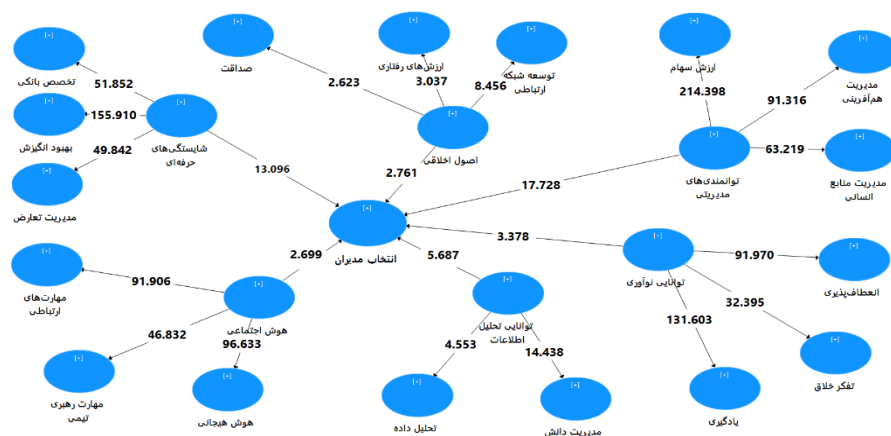 [+]
صداقت
[+]
ارزش‌های رفتاری
[+]
توسعه شبکه
ارتباطی
[+]
ارزش سهام
[+]
مدیریت
هم‌آفرینی
[+]
تخصص بانکی
51.852
2.623
3.037
8.456
214.398
91.316
[+]
بهبود انگیزش
155.910
[+]
شایستگی‌های
حرفه‌ای
49.842
[+]
اصول اخلاقی
[+]
توانمندی‌های
مدیریتی
63.219
[+]
مدیریت منابع
انسانی
[+]
مدیریت تعارض
13.096
2.761
17.728
[+]
انتخاب مدیران
3.378
[+]
توانایی نوآوری
91.970
[+]
انعطاف‌پذیری
[+]
مهارت‌های
ارتباطی
91.906
2.699
5.687
[+]
هوش اجتماعی
[+]
توانایی تحلیل
اطلاعات
32.395
131.603
46.832
96.633
4.553
14.438
[+]
تفکر خلاق
[+]
مهارت رهبری
تیمی
[+]
هوش هیجانی
[+]
تحلیل داده
[+]
مدیریت دانش
[+]
یادگیری